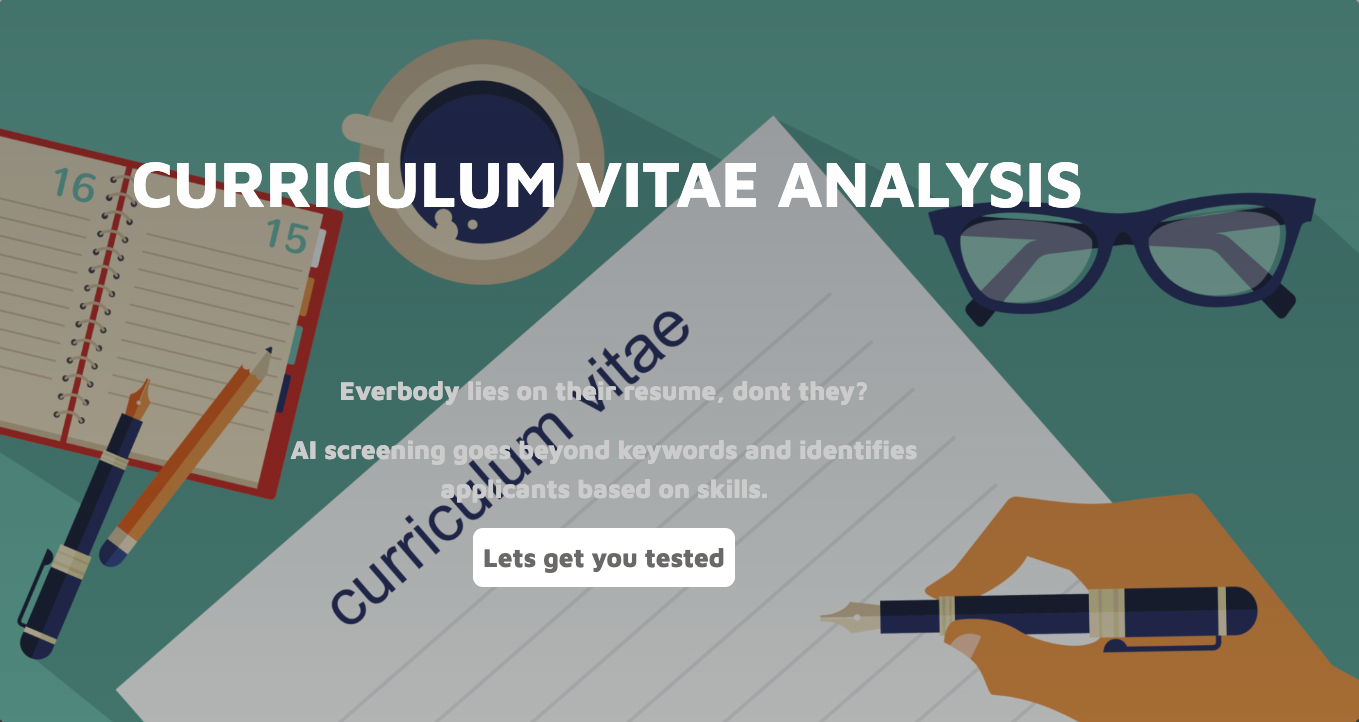 CURRICULUM VITAE ANALYSIS
16
15
curriculum vitae
Everbody lies on their resume, dont they?
AI screening goes beyond keywords and identifies
applicants based on skills.
Lets get you tested